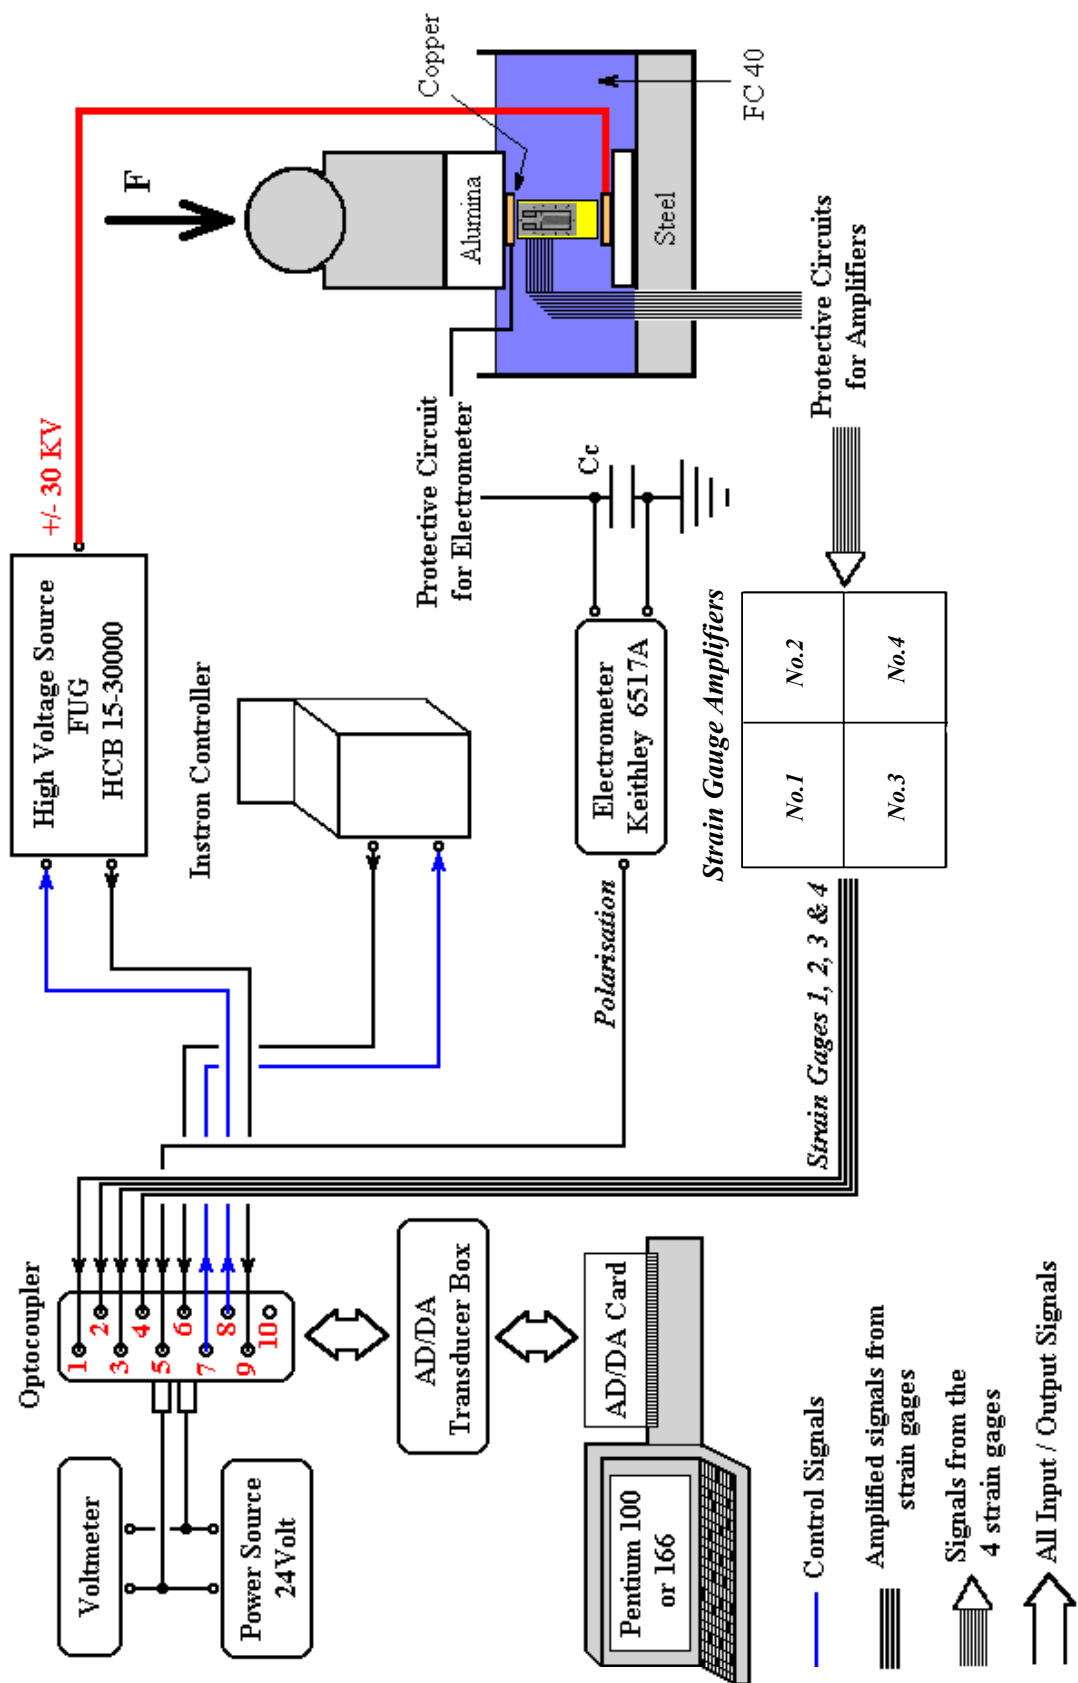 Optocoupler
1
2
3
4
5
6
7
8
9
10
Voltmeter
Power Source
24Volt
AD/DA
Transducer Box
AD/DA Card
Pentium 100
or 166
High Voltage Source
FUG
HCB 15-30000
+/- 30 KV
Instron Controller
Polarisation
Electrometer
Keithley 6517A
Cc
Protective Circuit
for Electrometer
F
Alumina
Copper
Steel
FC 40
Protective Circuits
for Amplifiers
Strain Gauge Amplifiers
No.1
No.2
No.3
No.4
Strain Gages 1, 2, 3 & 4
Control Signals
Amplified signals from
strain gages
Signals from the
4 strain gages
All Input / Output Signals